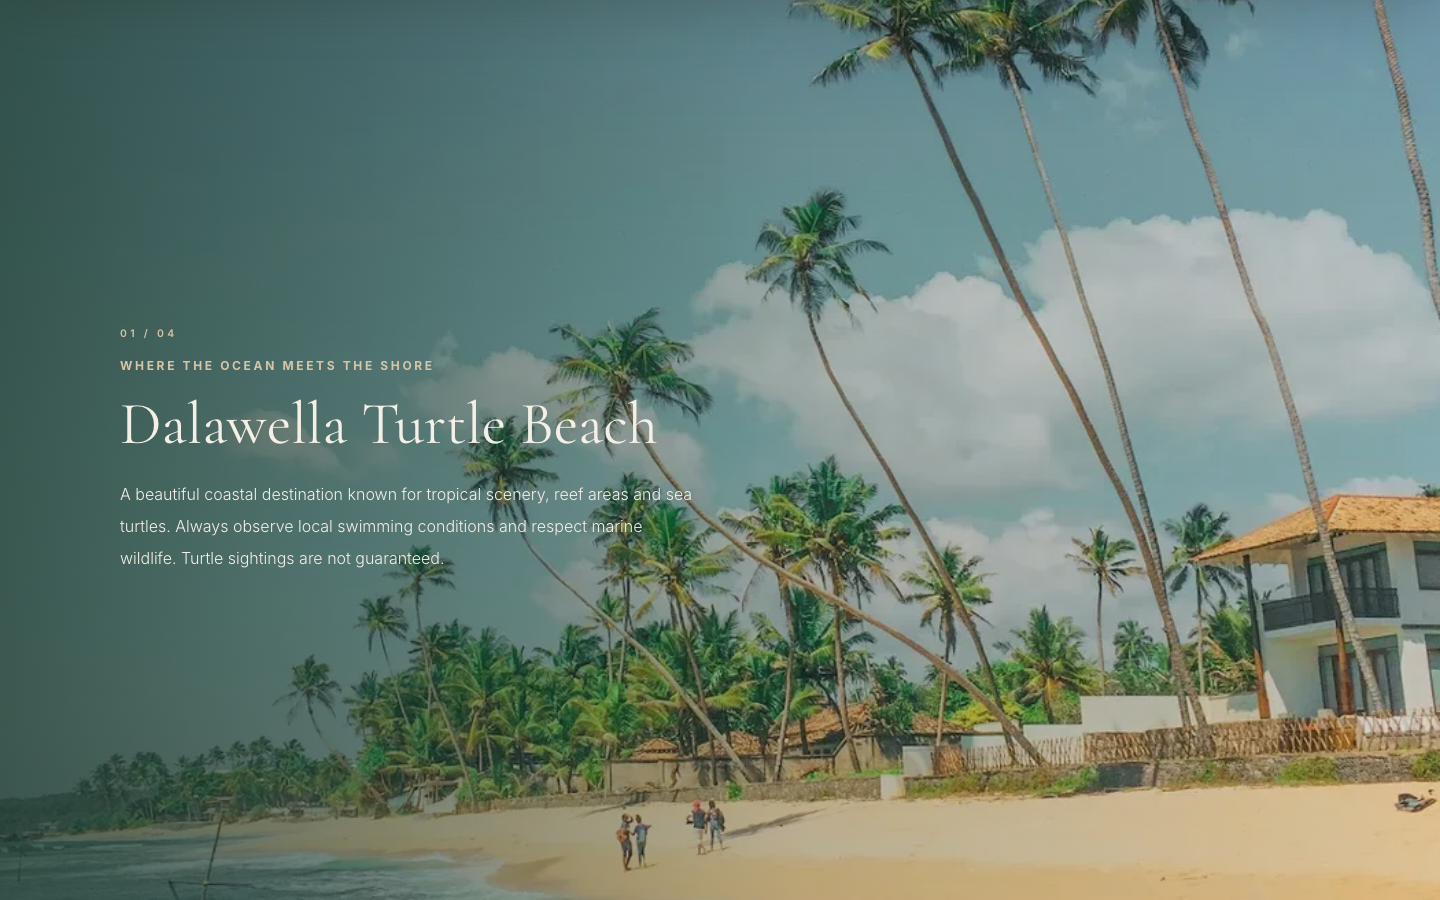 01 / 04
WHERE THE OCEAN MEETS THE SHORE
Dalawella Turtle Beach
A beautiful coastal destination known for tropical scenery, reef areas and sea
turtles. Always observe local swimming conditions and respect marine
wildlife. Turtle sightings are not guaranteed.